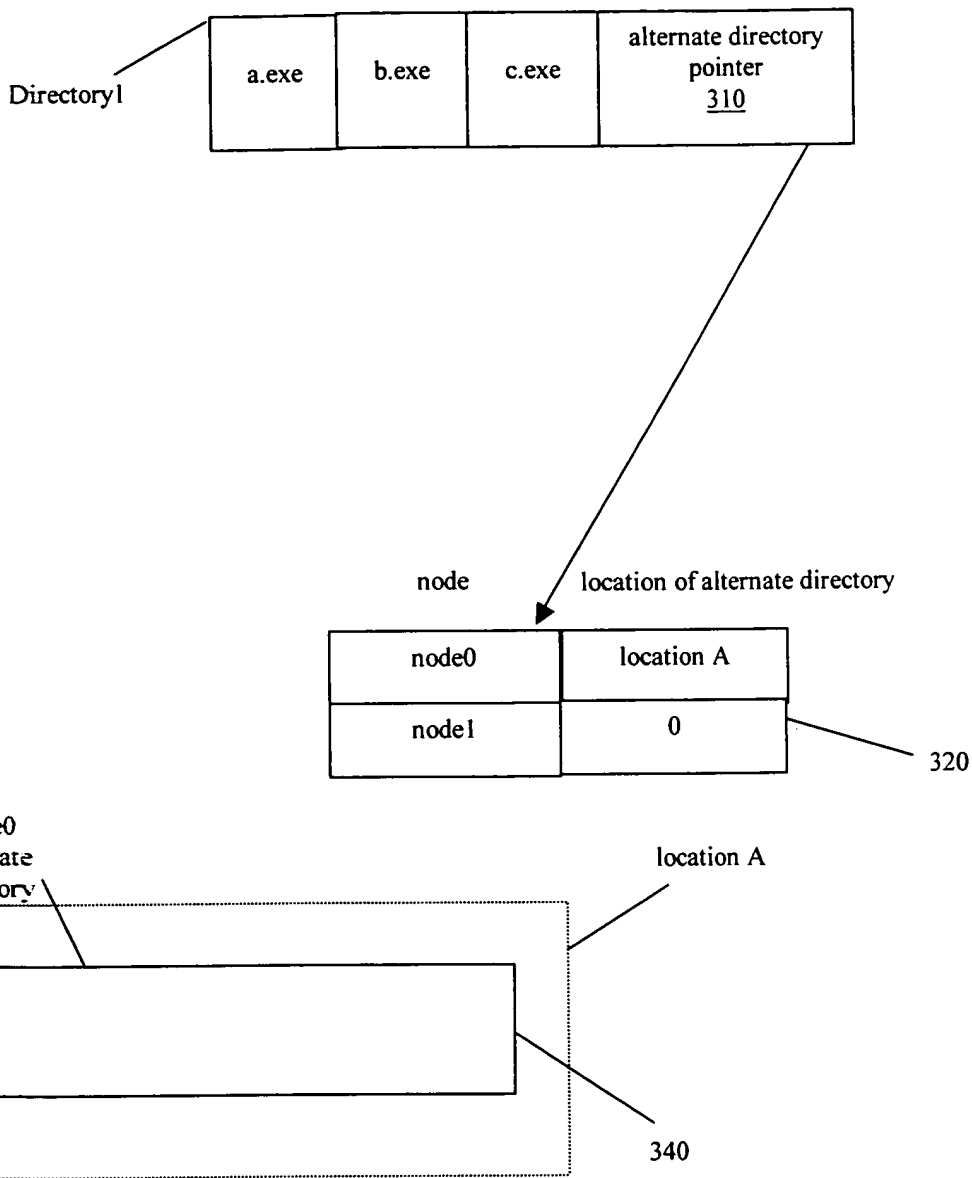 Directory1
a.exe
b.exe
c.exe
alternate directory
pointer
310
node
location of alternate directory
node0
location A
node1
0
320
location A
340